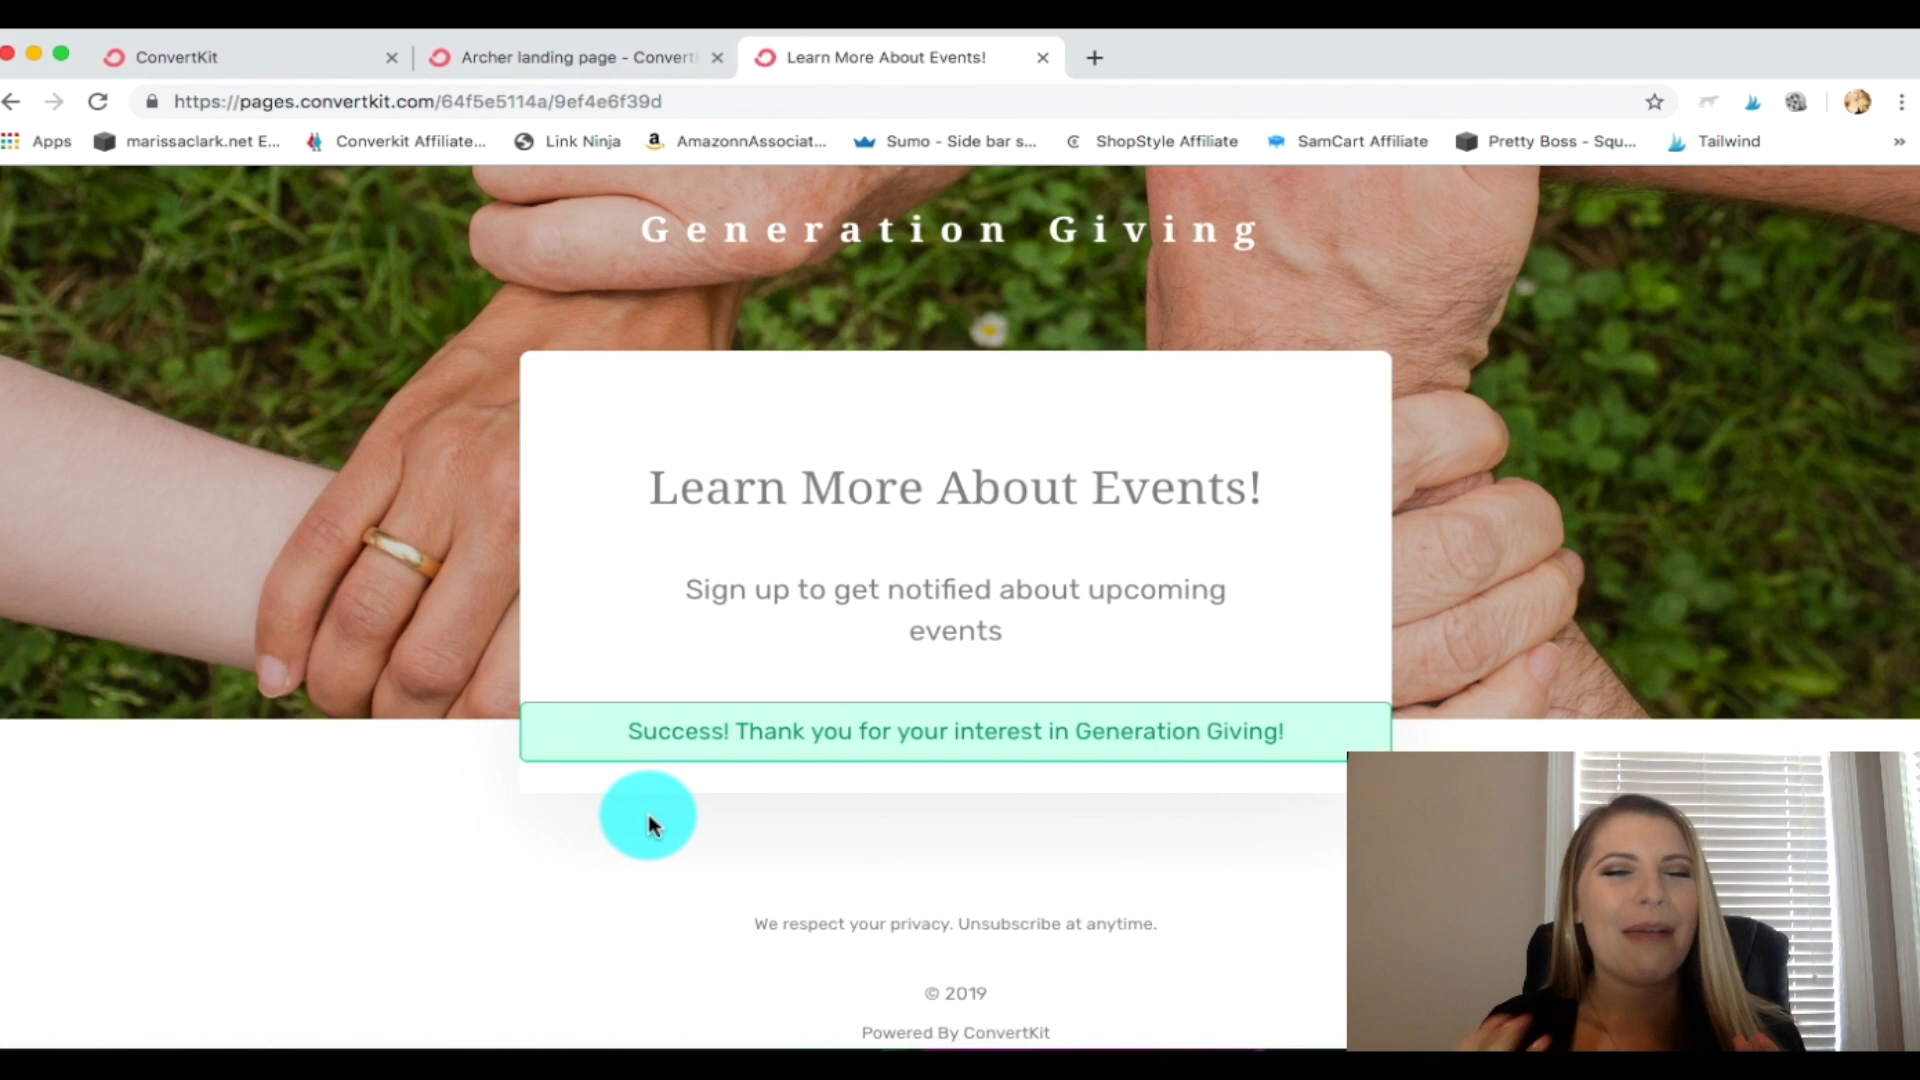 ConvertKit
Archer landing page - Convert
Learn More About Events!
https://pages.convertkit.com/64f5e5114a/9ef4e6f39d
Apps
marissaclark.net E...
Converkit Affiliate...
Link Ninja
AmazonnAssociat...
Sumo - Side bar s...
ShopStyle Affiliate
SamCart Affiliate
Pretty Boss - Squ...
Tailwind
Generation Giving
Learn More About Events!
Sign up to get notified about upcoming
events
Success! Thank you for your interest in Generation Giving!
We respect your privacy. Unsubscribe at anytime.
© 2019
Powered By ConvertKit